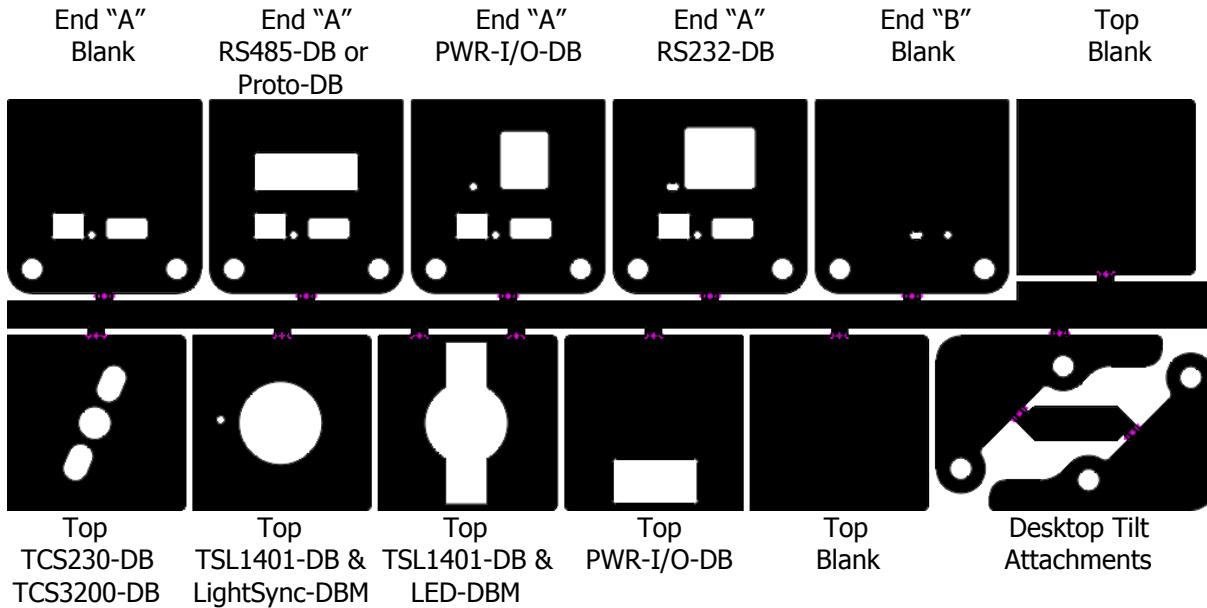 End “A”
Blank
End “A”
RS485-DB or
Proto-DB
End “A”
PWR-I/O-DB
End “A”
RS232-DB
End “B”
Blank
Top
Blank
Top
TCS230-DB
TCS3200-DB
Top
TSL1401-DB &
LightSync-DBM
Top
TSL1401-DB &
LED-DBM
Top
PWR-I/O-DB
Top
Blank
Desktop Tilt
Attachments